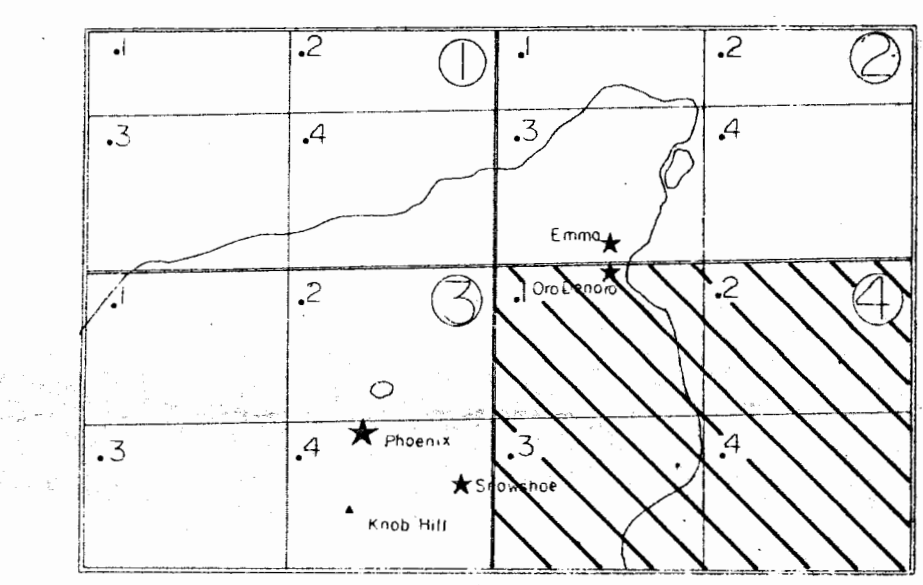 .1 .2 ① .1 .2 ②
.3 .4 .3 .4
Emma
.1 .2 ③ .1 Oro Denoro .2 ④
Phoenix
.3 .4 .3 .4
Snowshoe
Knob Hill